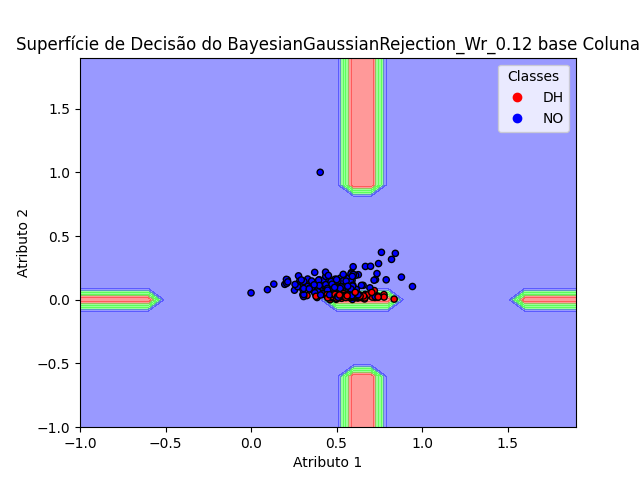 Superfície de Decisão do BayesianGaussianRejection_Wr_0.12 base Coluna
Classes
DH
NO
1.5
1.0
0.5
0.0
−0.5
−1.0
Atributo 2
−1.0
−0.5
0.0
0.5
1.0
1.5
Atributo 1